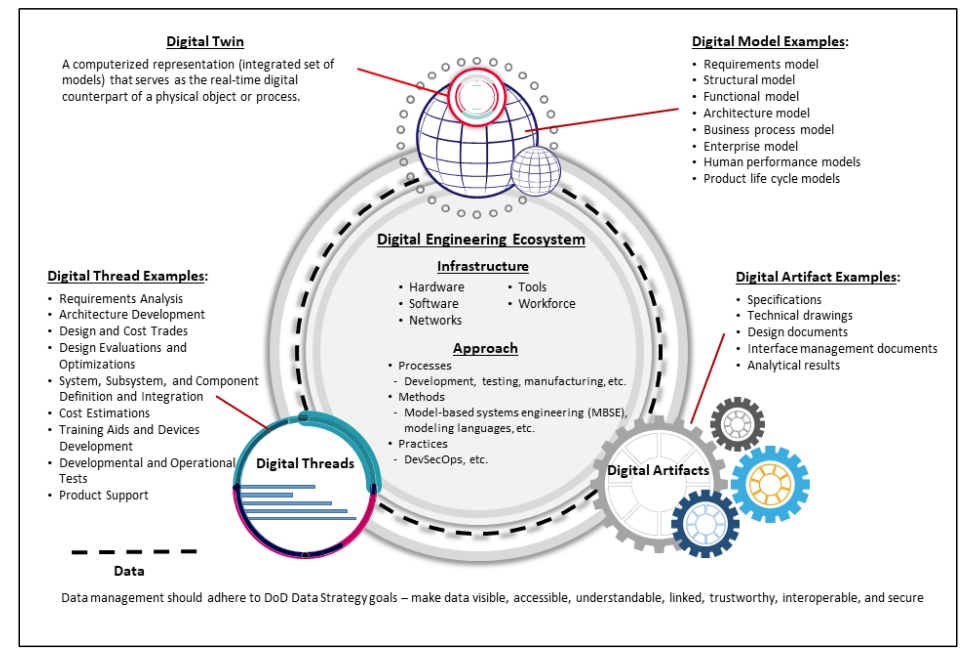 Digital Twin
A computerized representation (integrated set of
models) that serves as the real-time digital
counterpart of a physical object or process.
Digital Model Examples:
• Requirements model
• Structural model
• Functional model
• Architecture model
• Business process model
• Enterprise model
• Human performance models
• Product life cycle models
Digital Engineering Ecosystem
Infrastructure
• Hardware
• Software
• Networks
• Tools
• Workforce
Approach
• Processes
- Development, testing, manufacturing, etc.
• Methods
- Model-based systems engineering (MBSE),
modeling languages, etc.
• Practices
- DevSecOps, etc.
Digital Thread Examples:
• Requirements Analysis
• Architecture Development
• Design and Cost Trades
• Design Evaluations and
Optimizations
• System, Subsystem, and Component
Definition and Integration
• Cost Estimations
• Training Aids and Devices
Development
• Developmental and Operational
Tests
• Product Support
Digital Threads
Digital Artifact Examples:
• Specifications
• Technical drawings
• Design documents
• Interface management documents
• Analytical results
Digital Artifacts
Data
Data management should adhere to DoD Data Strategy goals – make data visible, accessible, understandable, linked, trustworthy, interoperable, and secure